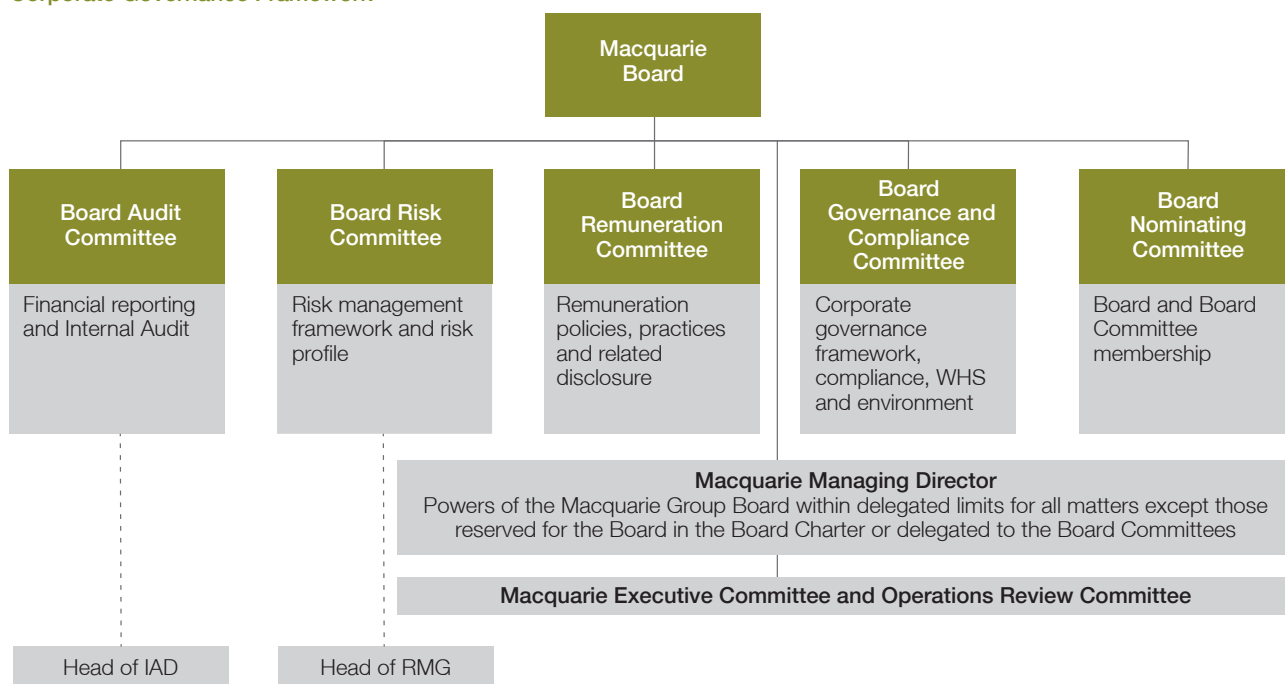 Corporate Governance Framework
Macquarie
Board
Board Audit
Committee
Financial reporting
and Internal Audit
Board Risk
Committee
Risk management
framework and risk
profile
Board
Remuneration
Committee
Remuneration
policies, practices
and related
disclosure
Board
Governance and
Compliance
Committee
Corporate
governance
framework,
compliance, WHS
and environment
Board
Nominating
Committee
Board and Board
Committee
membership
Macquarie Managing Director
Powers of the Macquarie Group Board within delegated limits for all matters except those
reserved for the Board in the Board Charter or delegated to the Board Committees
Macquarie Executive Committee and Operations Review Committee
Head of IAD
Head of RMG